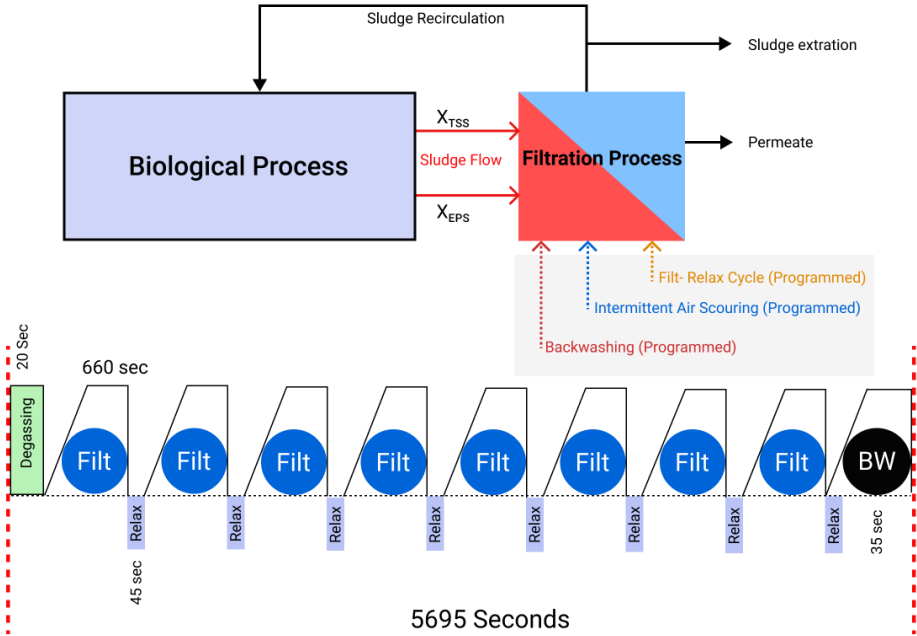 Sludge Recirculation
Sludge extration
Biological Process
X_TSS
Sludge Flow
X_EPS
Filtration Process
Permeate
Filt- Relax Cycle (Programmed)
Intermittent Air Scouring (Programmed)
Backwashing (Programmed)
20 Sec
660 sec
Degassing
Filt
Filt
Filt
Filt
Filt
Filt
Filt
Filt
BW
Relax
Relax
Relax
Relax
Relax
Relax
Relax
Relax
45 sec
35 sec
5695 Seconds